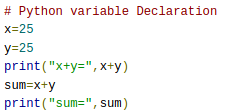 # Python variable Declaration
x=25
y=25
print("x+y=",x+y)
sum=x+y
print("sum=",sum)